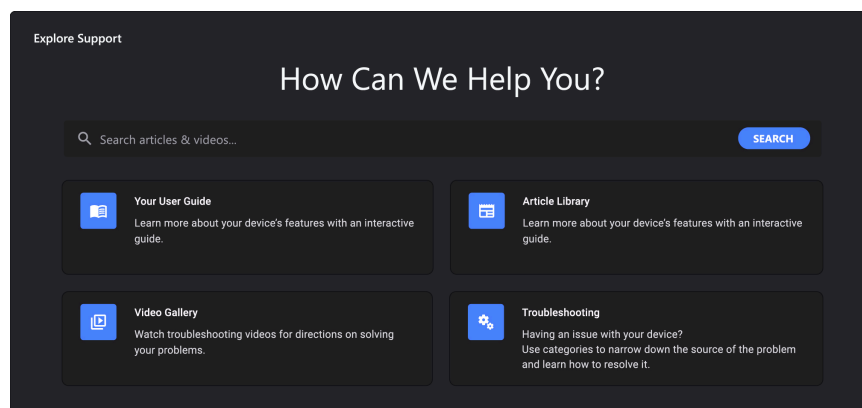 Explore Support
How Can We Help You?
Search articles & videos...
SEARCH
Your User Guide
Learn more about your device's features with an interactive
guide.
Article Library
Learn more about your device's features with an interactive
guide.
Video Gallery
Watch troubleshooting videos for directions on solving
your problems.
Troubleshooting
Having an issue with your device?
Use categories to narrow down the source of the problem
and learn how to resolve it.